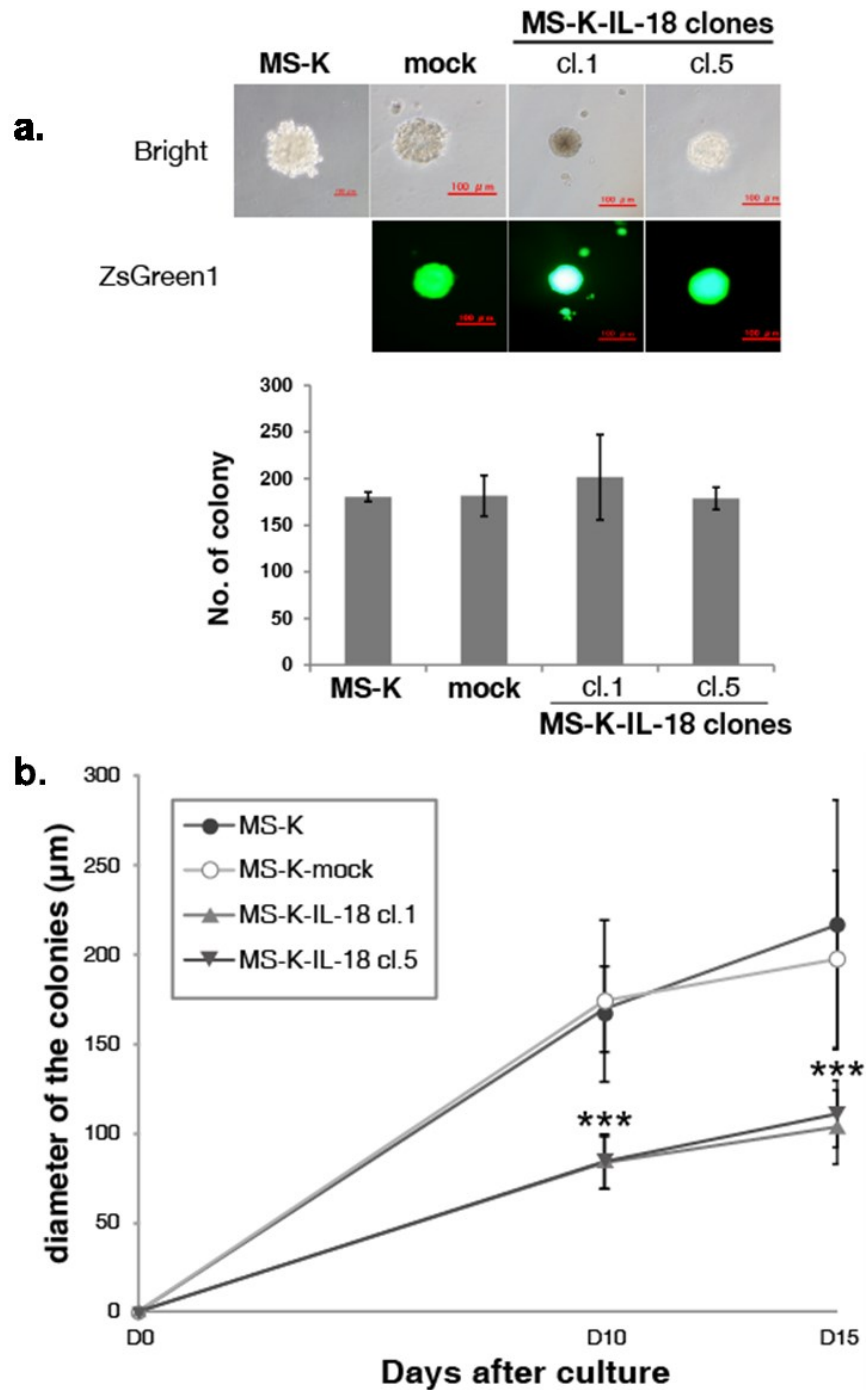 MS-K-IL-18 clones
MS-K mock cl.1 cl.5
a.
Bright
100 μm
100 μm
100 μm
100 μm
ZsGreen1
100 μm
100 μm
100 μm
300
250
200
150
100
50
0
No. of colony
MS-K mock cl.1 cl.5
MS-K-IL-18 clones
b.
300
250
200
150
100
50
0
diameter of the colonies (μm)
MS-K
MS-K-mock
MS-K-IL-18 cl.1
MS-K-IL-18 cl.5
***
***
D0 D10 D15
Days after culture